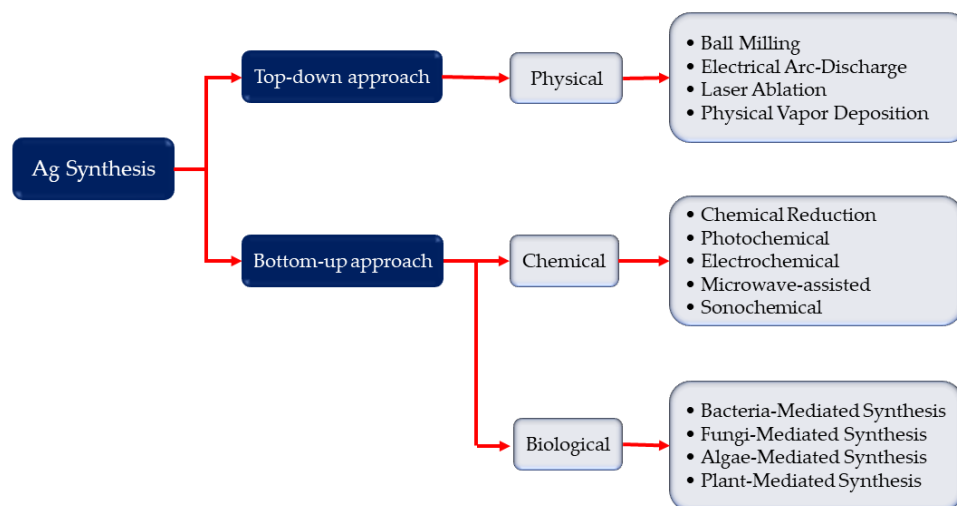 Ag Synthesis
Top-down approach
Physical
• Ball Milling
• Electrical Arc-Discharge
• Laser Ablation
• Physical Vapor Deposition
Bottom-up approach
Chemical
• Chemical Reduction
• Photochemical
• Electrochemical
• Microwave-assisted
• Sonochemical
Biological
• Bacteria-Mediated Synthesis
• Fungi-Mediated Synthesis
• Algae-Mediated Synthesis
• Plant-Mediated Synthesis